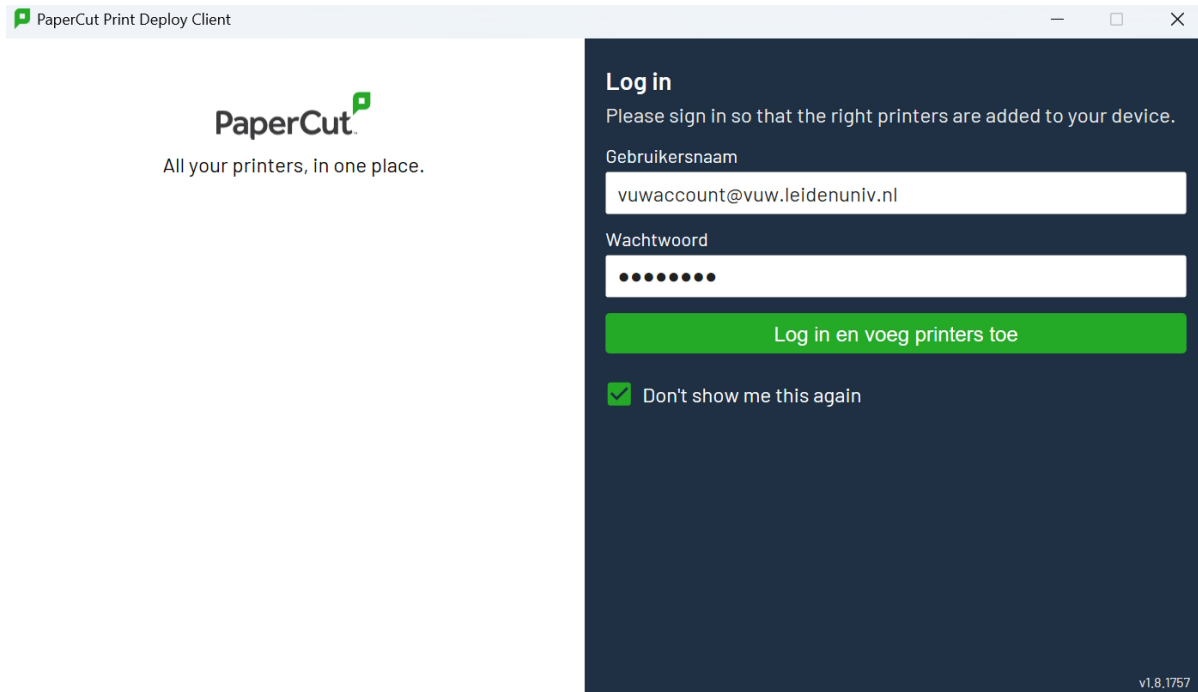 PaperCut Print Deploy Client
PaperCut™
All your printers, in one place.
Log in
Please sign in so that the right printers are added to your device.
Gebruikersnaam
vuwaccount@vuw.leidenuniv.nl
Wachtwoord
●●●●●●●●
Log in en voeg printers toe
Don't show me this again
v1.8.1757